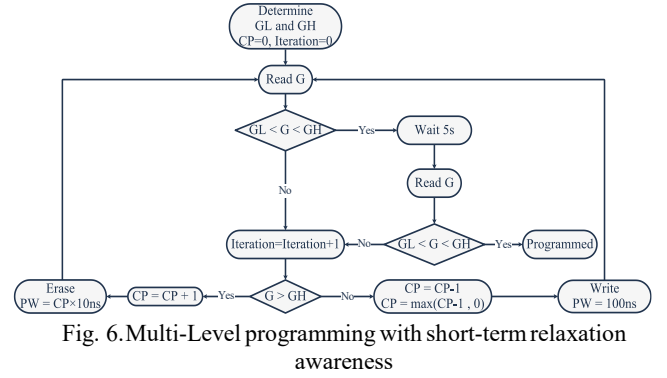 Determine
GL and GH
CP=0, Iteration=0
Read G
GL < G < GH
Yes
Wait 5s
Read G
No
Iteration=Iteration+1
No
GL < G < GH
Yes
Programmed
Erase
PW = CP×10ns
CP = CP + 1
Yes
G > GH
No
CP = CP-1
CP = max(CP-1 , 0)
Write
PW = 100ns
Fig. 6.Multi-Level programming with short-term relaxation
awareness